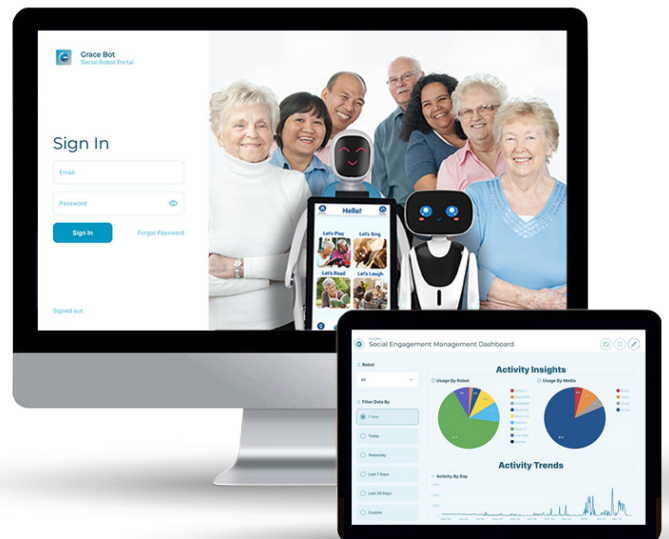 Grace Bot
Social Robot Portal
Sign In
Email
Password
Sign In
Forgot Password
Signed out
Hello!
Let's Play
Let's Sing
Let's Read
Let's Laugh
Social Engagement Management Dashboard
Robot
All
Filter Data By
1 Year
Today
Yesterday
Last 7 Days
Last 30 Days
Custom
Activity Insights
Usage By Robot
Usage By Media
Activity Trends
Activity By Day